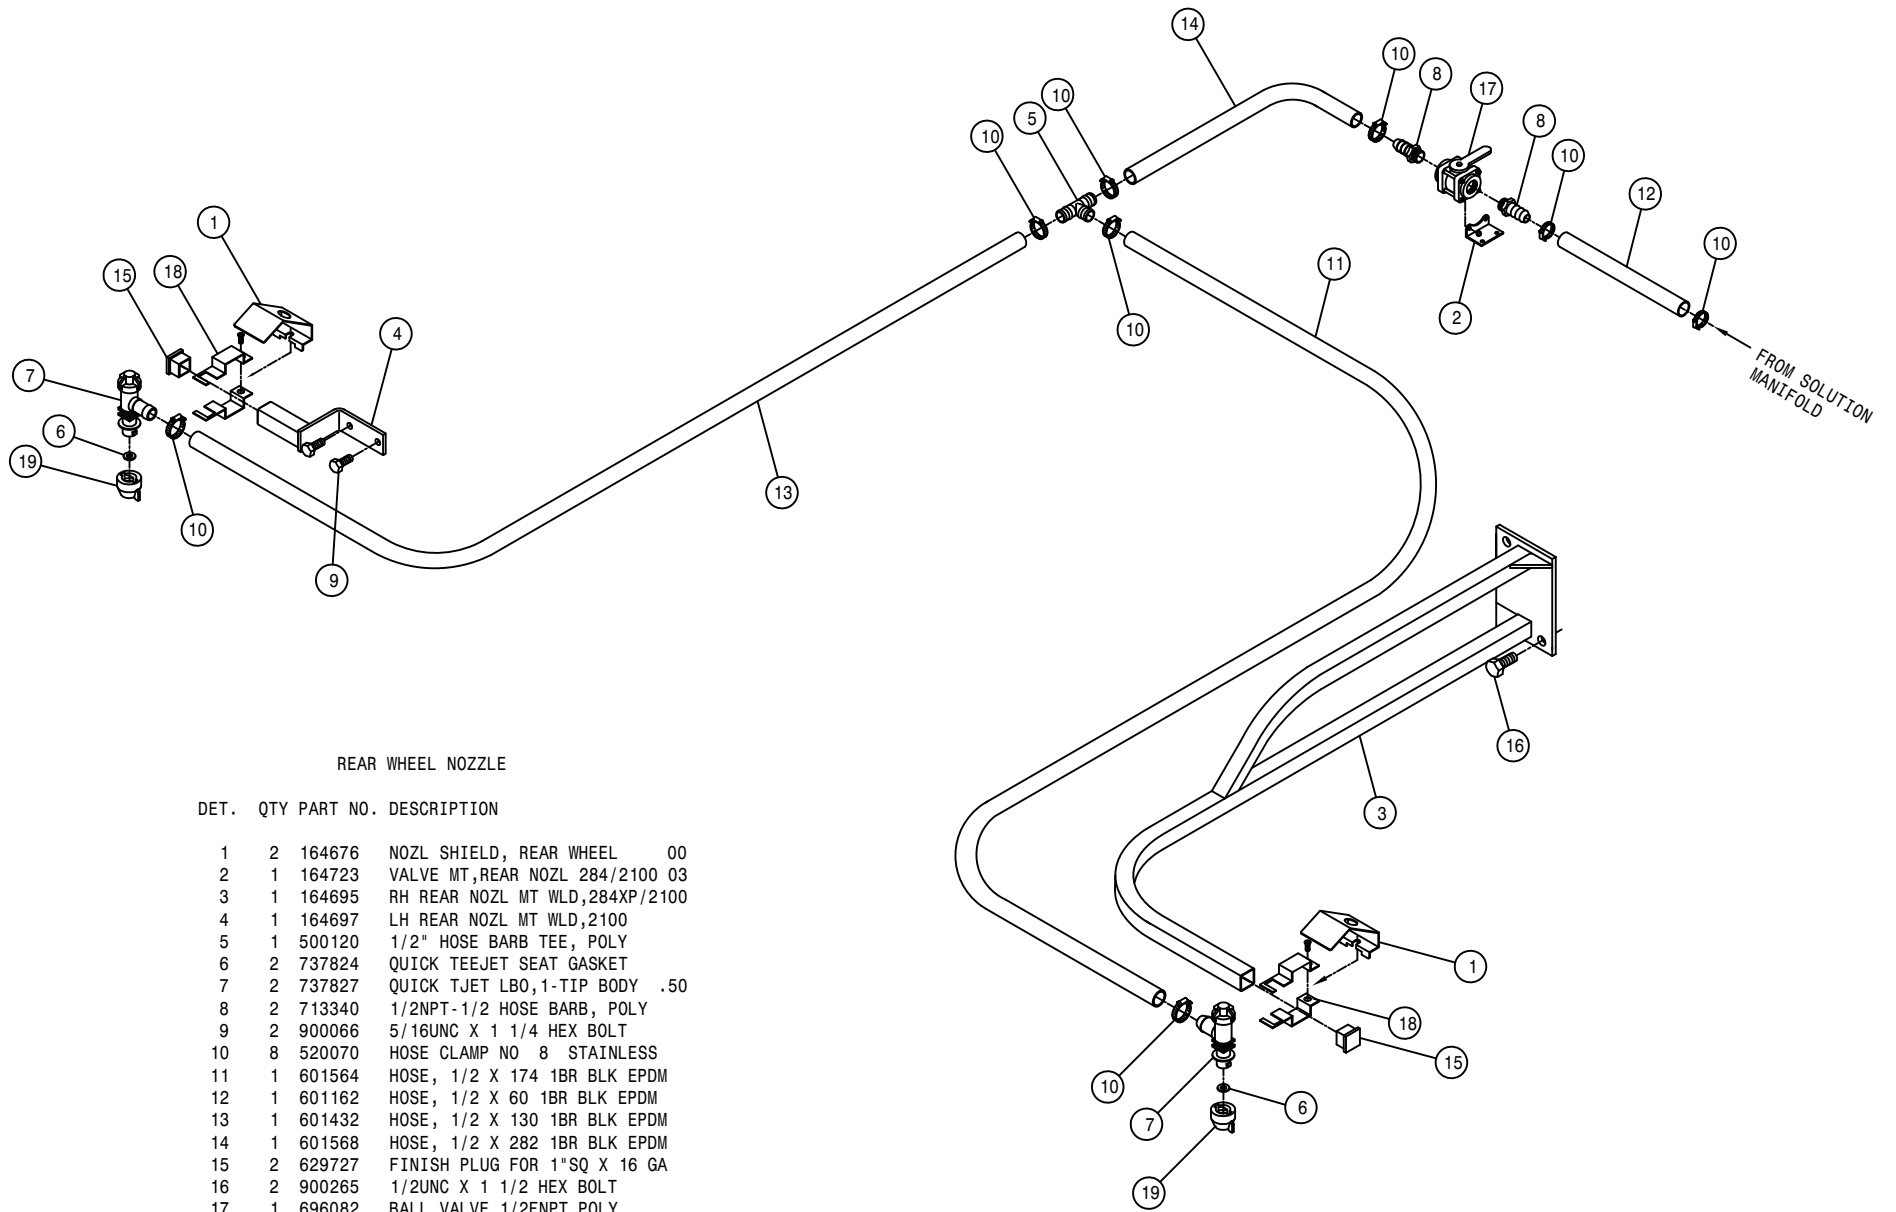 14
10
8
17
10
5
8
10
10
12
1
10
15
18
11
4
10
2
7
FROM SOLUTION
MANIFOLD
6
19
13
10
9
16
REAR WHEEL NOZZLE
3
DET. QTY PART NO. DESCRIPTION
1 2 164676 NOZL SHIELD, REAR WHEEL 00
2 1 164723 VALVE MT,REAR NOZL 284/2100 03
3 1 164695 RH REAR NOZL MT WLD,284XP/2100
4 1 164697 LH REAR NOZL MT WLD,2100
5 1 500120 1/2" HOSE BARB TEE, POLY
6 2 737824 QUICK TEEJET SEAT GASKET
7 2 737827 QUICK TJET LBO,1-TIP BODY .50
8 2 713340 1/2NPT-1/2 HOSE BARB, POLY
9 2 900066 5/16UNC X 1 1/4 HEX BOLT
10 8 520070 HOSE CLAMP NO 8 STAINLESS
11 1 601564 HOSE, 1/2 X 174 1BR BLK EPDM
12 1 601162 HOSE, 1/2 X 60 1BR BLK EPDM
13 1 601432 HOSE, 1/2 X 130 1BR BLK EPDM
14 1 601568 HOSE, 1/2 X 282 1BR BLK EPDM
15 2 629727 FINISH PLUG FOR 1"SQ X 16 GA
16 2 900265 1/2UNC X 1 1/2 HEX BOLT
17 1 696082 BALL VALVE 1/2FNPT POLY
1
18
15
10
6
7
19